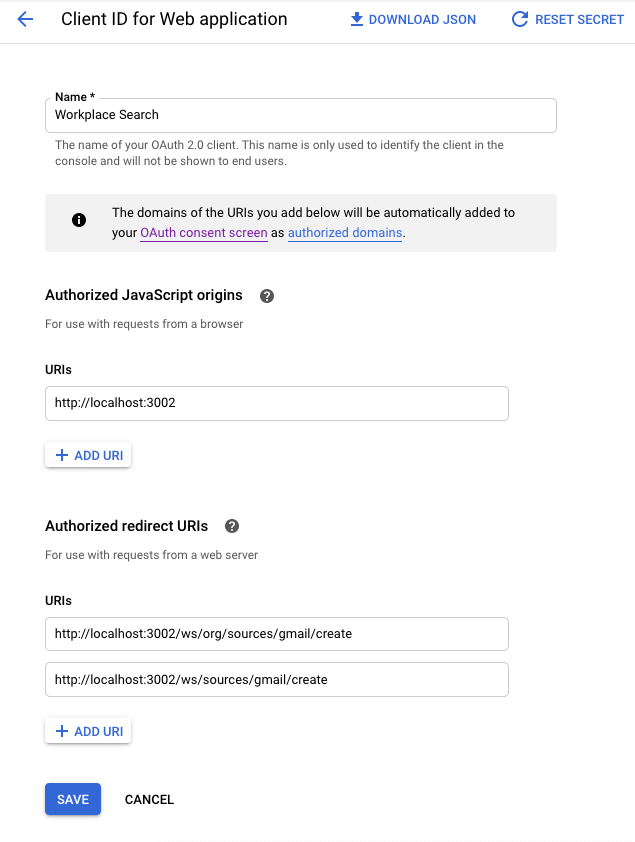 Client ID for Web application
DOWNLOAD JSON
RESET SECRET
Name *
Workplace Search
The name of your OAuth 2.0 client. This name is only used to identify the client in the
console and will not be shown to end users.
The domains of the URIs you add below will be automatically added to
your OAuth consent screen as authorized domains.
Authorized JavaScript origins
For use with requests from a browser
URIs
http://localhost:3002
ADD URI
Authorized redirect URIs
For use with requests from a web server
URIs
http://localhost:3002/ws/org/sources/gmail/create
http://localhost:3002/ws/sources/gmail/create
ADD URI
SAVE
CANCEL